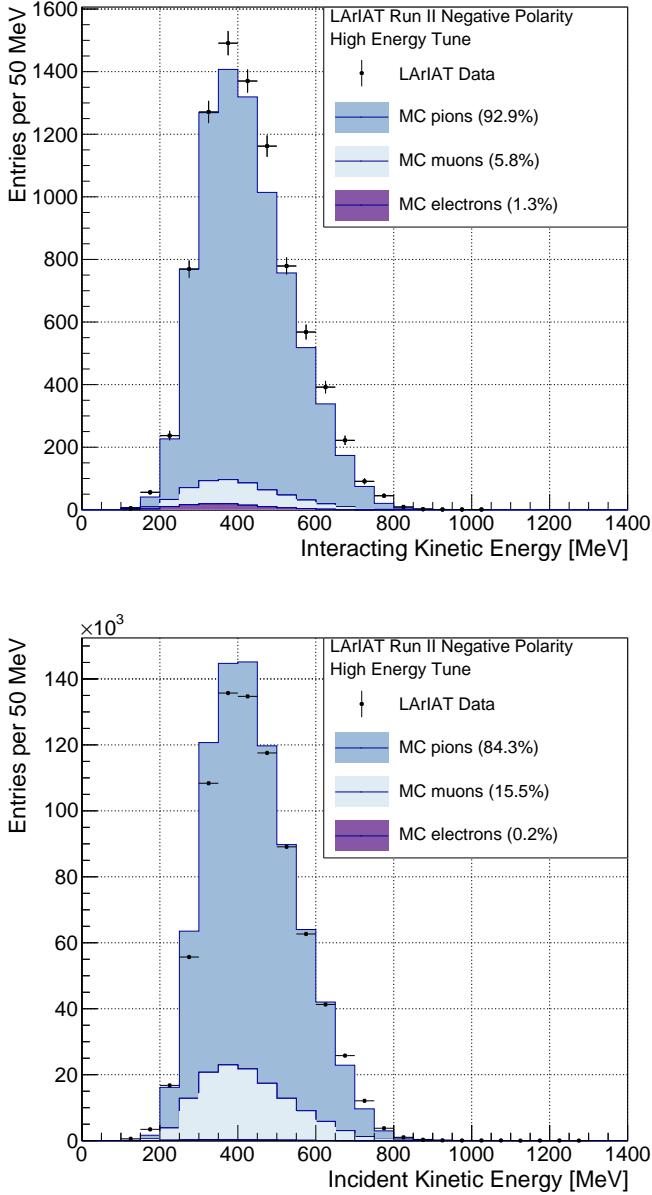 Entries per 50 MeV
1600
1400
1200
1000
800
600
400
200
0
LArIAT Run II Negative Polarity
High Energy Tune
LArIAT Data
MC pions (92.9%)
MC muons (5.8%)
MC electrons (1.3%)
0 200 400 600 800 1000 1200 1400
Interacting Kinetic Energy [MeV]
×10³
Entries per 50 MeV
140
120
100
80
60
40
20
0
LArIAT Run II Negative Polarity
High Energy Tune
LArIAT Data
MC pions (84.3%)
MC muons (15.5%)
MC electrons (0.2%)
0 200 400 600 800 1000 1200 1400
Incident Kinetic Energy [MeV]